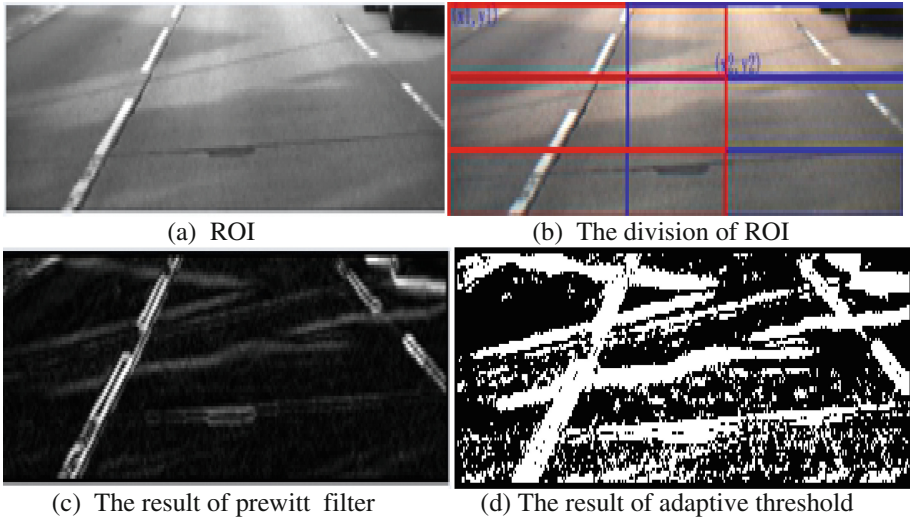 (x1,y1)
(x2,y2)
(a) ROI
(b) The division of ROI
(c) The result of prewitt filter
(d) The result of adaptive threshold